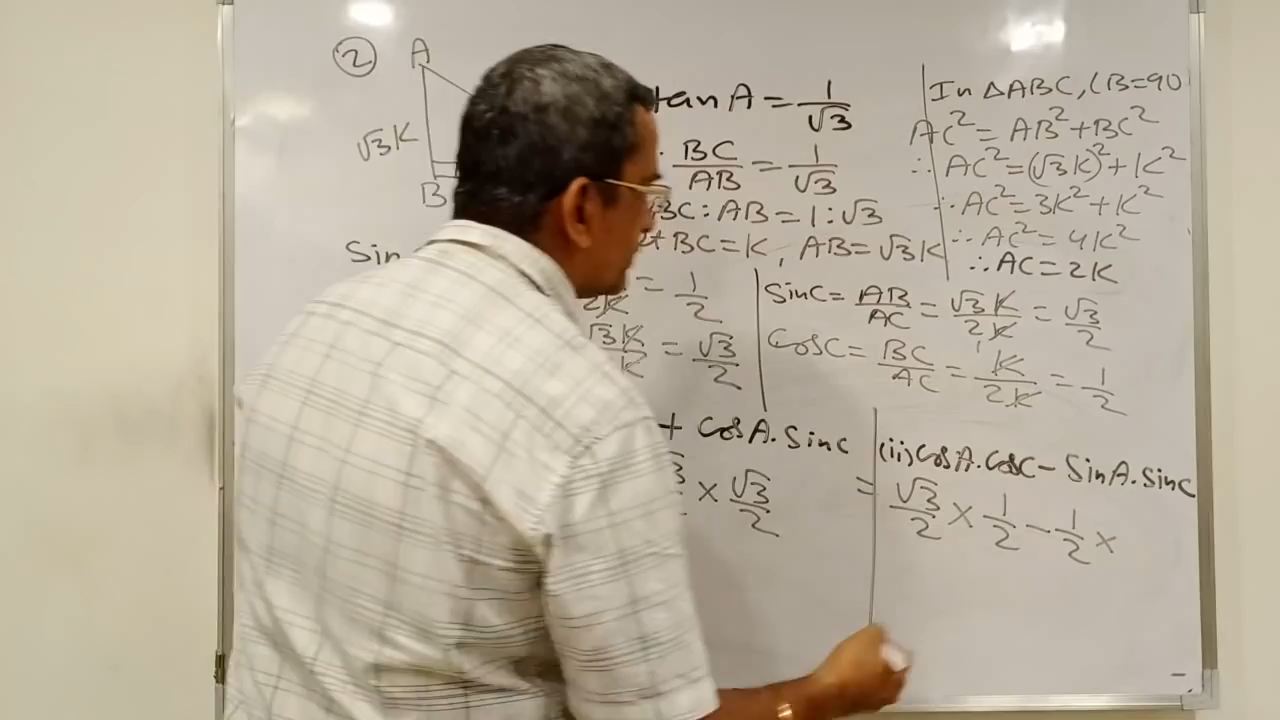 ②
A
√3K
B
tan A = 1/√3
BC/AB = 1/√3
BC : AB = 1 : √3
BC = K , AB = √3K
In △ABC, ∠B=90
AC² = AB² + BC²
∴ AC² = (√3K)² + K²
∴ AC² = 3K² + K²
∴ AC² = 4K²
∴ AC = 2K
Sin
2K = 1/2
√3K/K = √3/2
SinC = AB/AC = √3K/2K = √3/2
CosC = BC/AC = K/2K = 1/2
+ CosA.SinC
× √3/2
(ii) CosA.CosC - SinA.SinC
= √3/2 × 1/2 - 1/2 ×